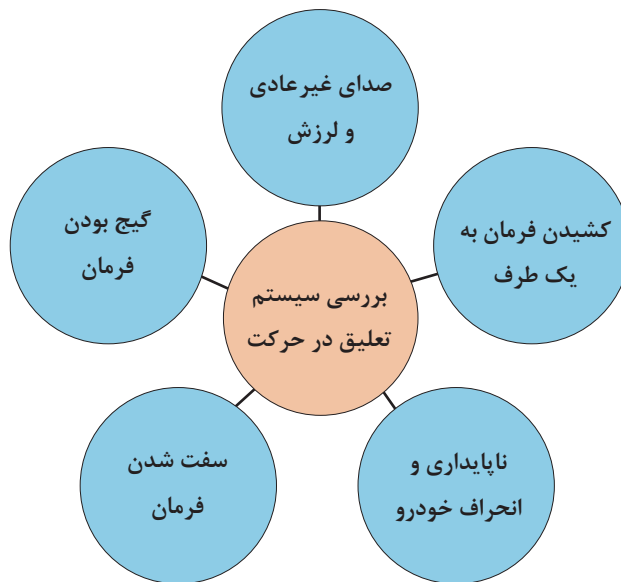 صدای غیرعادی
و لرزش
کشیدن فرمان به
یک طرف
گیج بودن
فرمان
بررسی سیستم
تعلیق در حرکت
ناپایداری و
انحراف خودرو
سفت شدن
فرمان